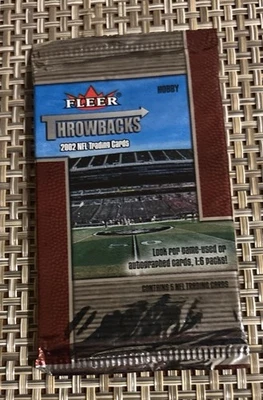 HOBBY
FLEER
THROWBACKS
2002 NFL Trading Cards
Look for game-used or
autographed cards, 1:6 packs!
CONTAINS 5 NFL TRADING CARDS